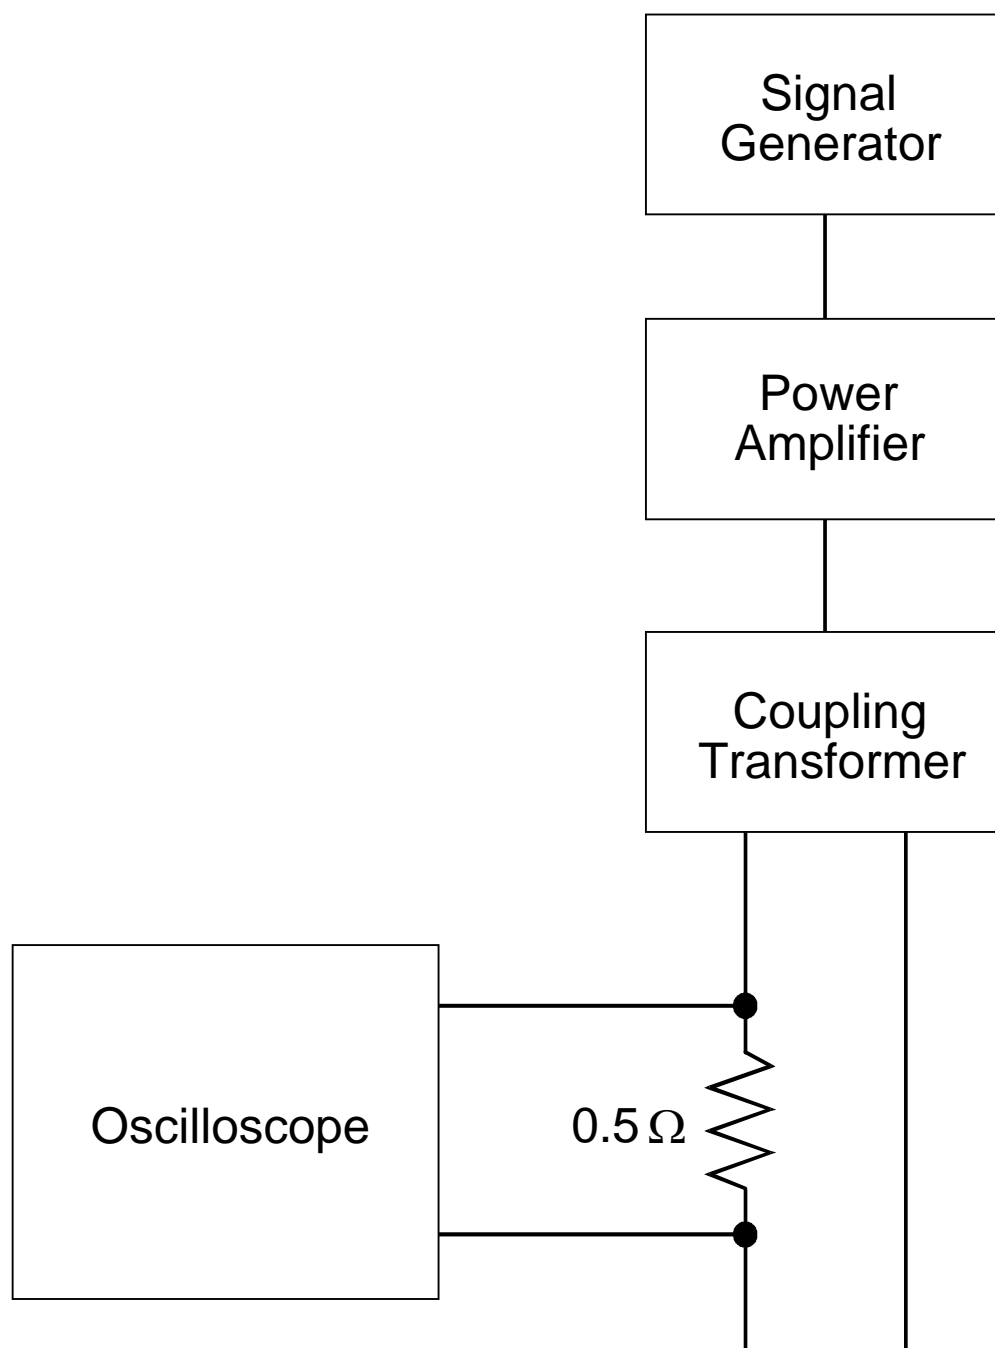 Signal
Generator
Power
Amplifier
Coupling
Transformer
Oscilloscope
0.5 Ω